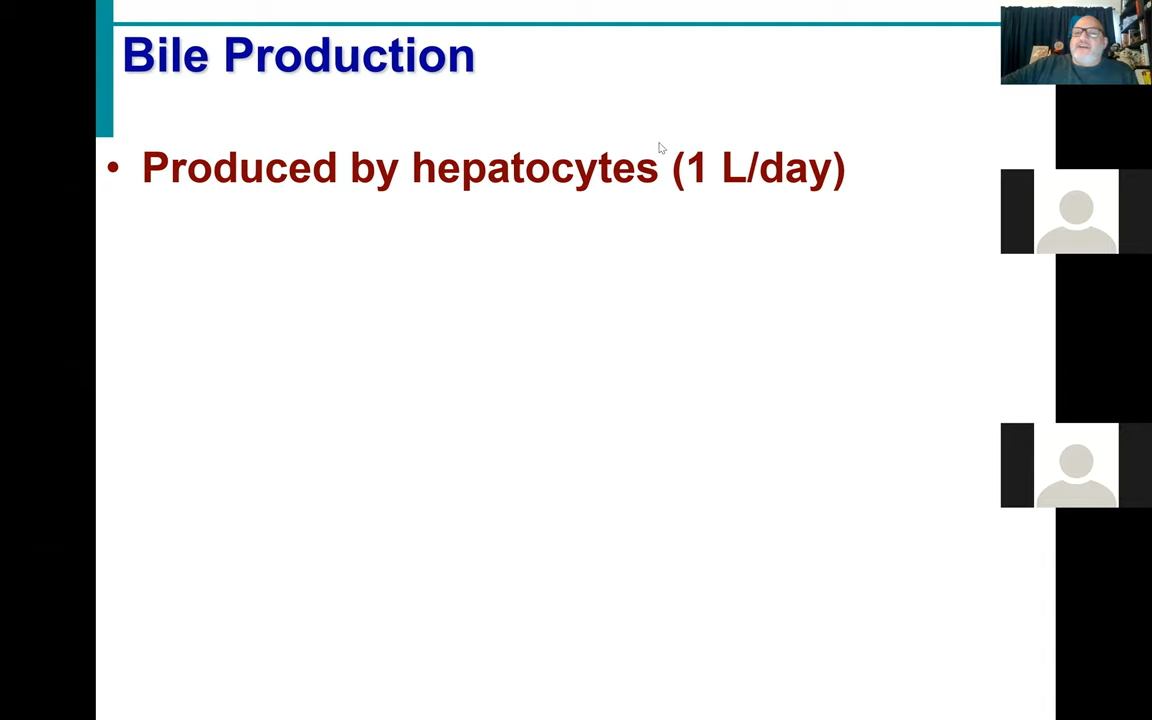 Bile Production
• Produced by hepatocytes (1 L/day)